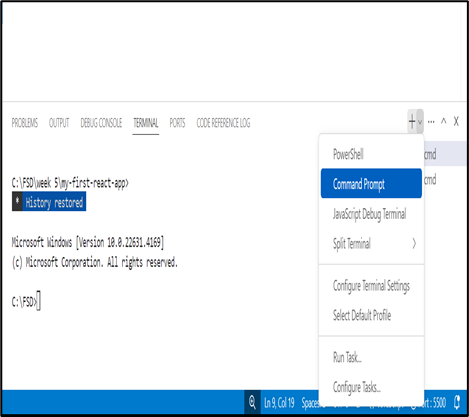 PROBLEMS OUTPUT DEBUG CONSOLE TERMINAL PORTS CODE REFERENCE LOG
C:\FSD\week 5\my-first-react-app>
* History restored
Microsoft Windows [Version 10.0.22631.4169]
(c) Microsoft Corporation. All rights reserved.
C:\FSD>
PowerShell
Command Prompt
JavaScript Debug Terminal
Split Terminal
Configure Terminal Settings
Select Default Profile
Run Task...
Configure Tasks...
cmd
cmd
Ln 9, Col 19 Spaces: : 5500